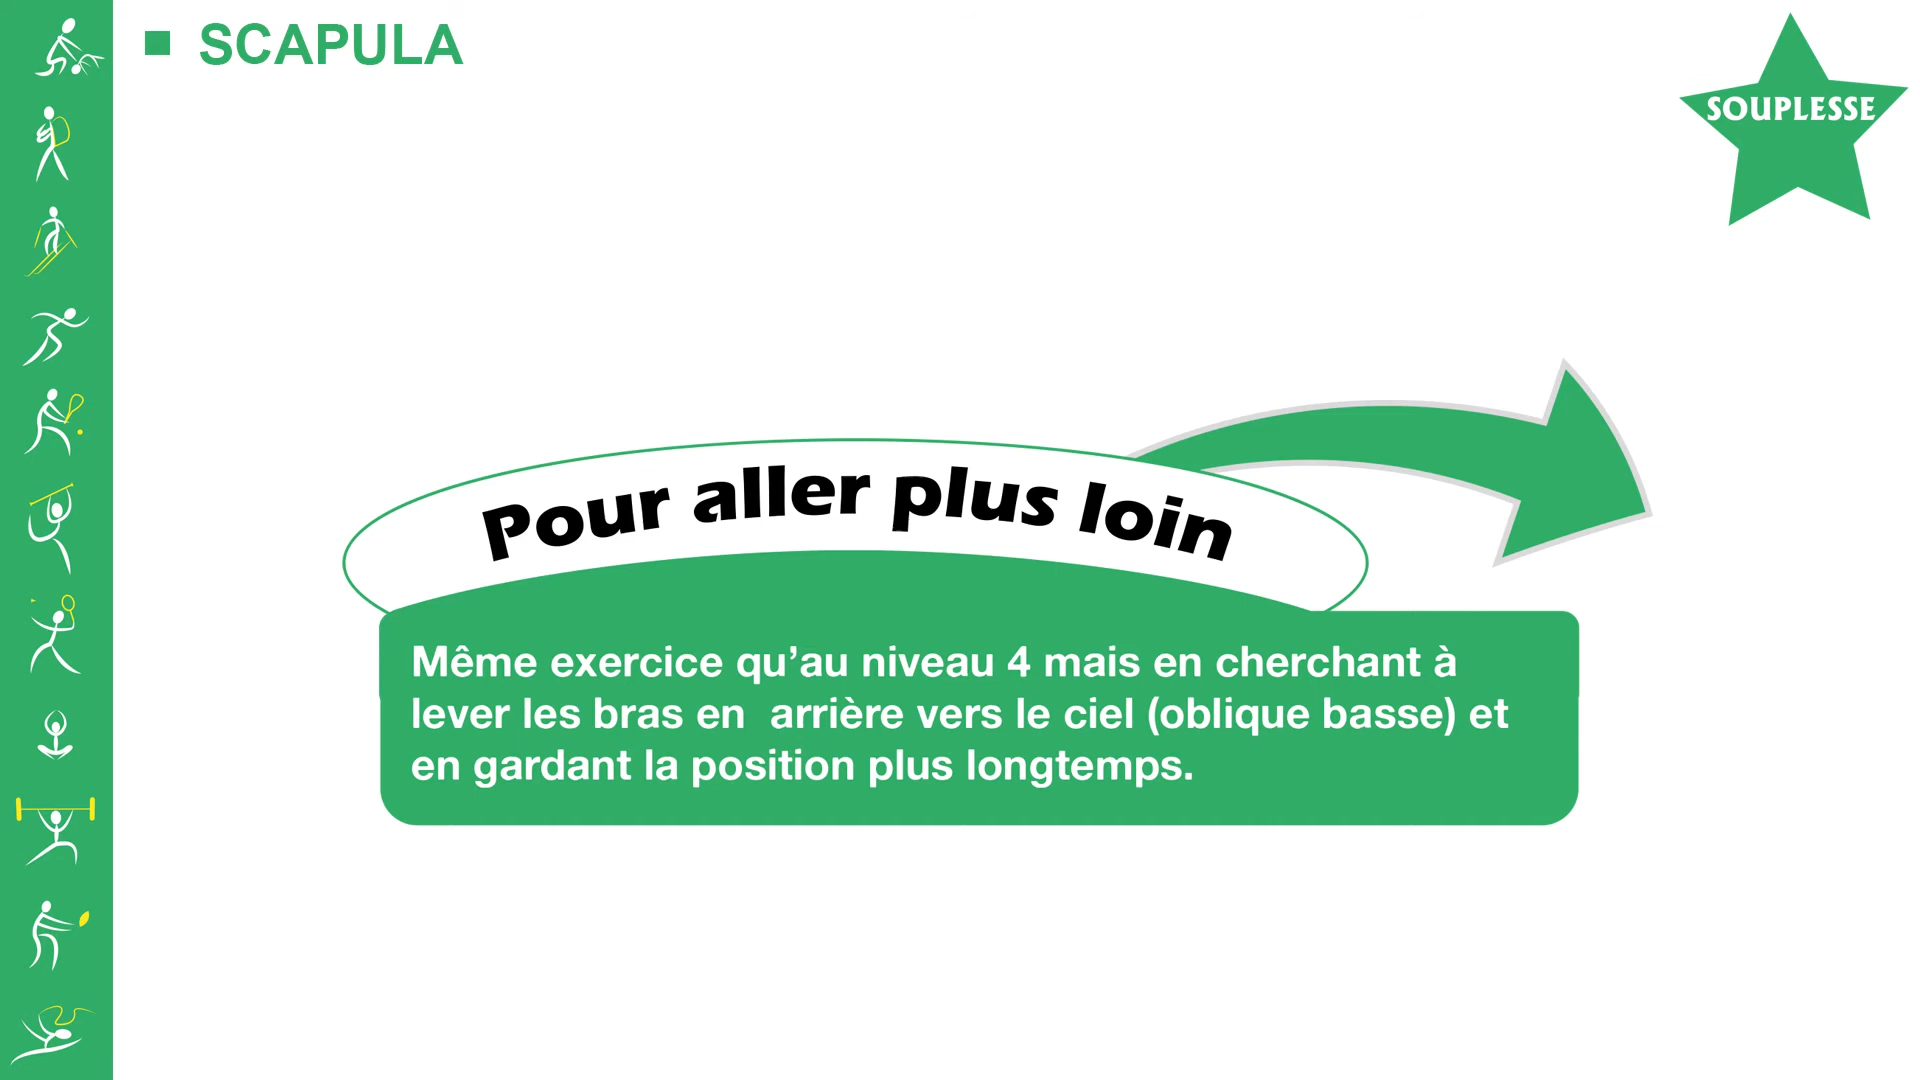 SCAPULA
SOUPLESSE
Pour aller plus loin
Même exercice qu’au niveau 4 mais en cherchant à
lever les bras en  arrière vers le ciel (oblique basse) et
en gardant la position plus longtemps.